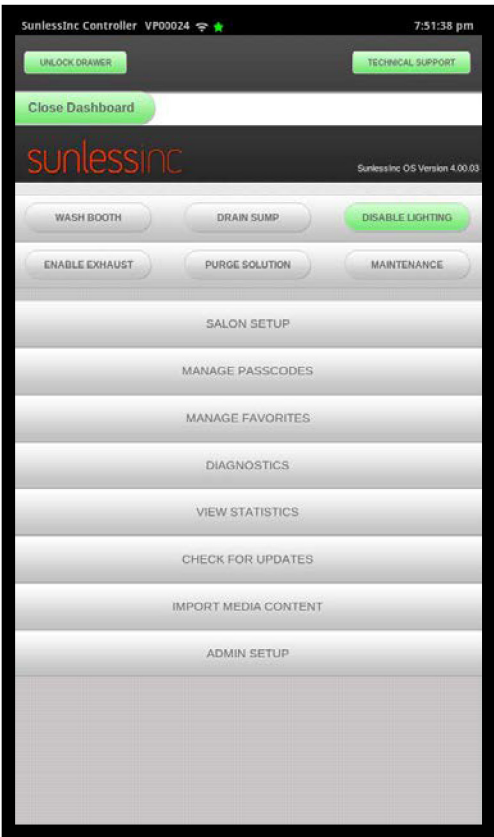 SunlessInc Controller VP00024 7:51:38 pm
UNLOCK DRAWER TECHNICAL SUPPORT
Close Dashboard
sunlessinc
SunlessInc OS Version 4.00.03
WASH BOOTH DRAIN SUMP DISABLE LIGHTING
ENABLE EXHAUST PURGE SOLUTION MAINTENANCE
SALON SETUP
MANAGE PASSCODES
MANAGE FAVORITES
DIAGNOSTICS
VIEW STATISTICS
CHECK FOR UPDATES
IMPORT MEDIA CONTENT
ADMIN SETUP